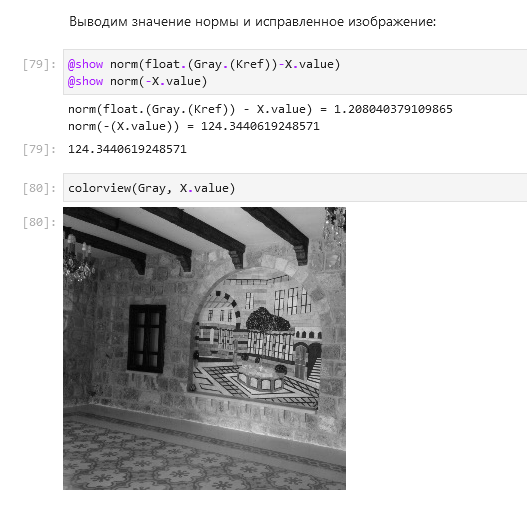 Выводим значение нормы и исправленное изображение:
[79]: @show norm(float.(Gray.(Kref))-X.value)
@show norm(-X.value)
norm(float.(Gray.(Kref)) - X.value) = 1.208040379109865
norm(-(X.value)) = 124.3440619248571
[79]: 124.3440619248571
[80]: colorview(Gray, X.value)
[80]: